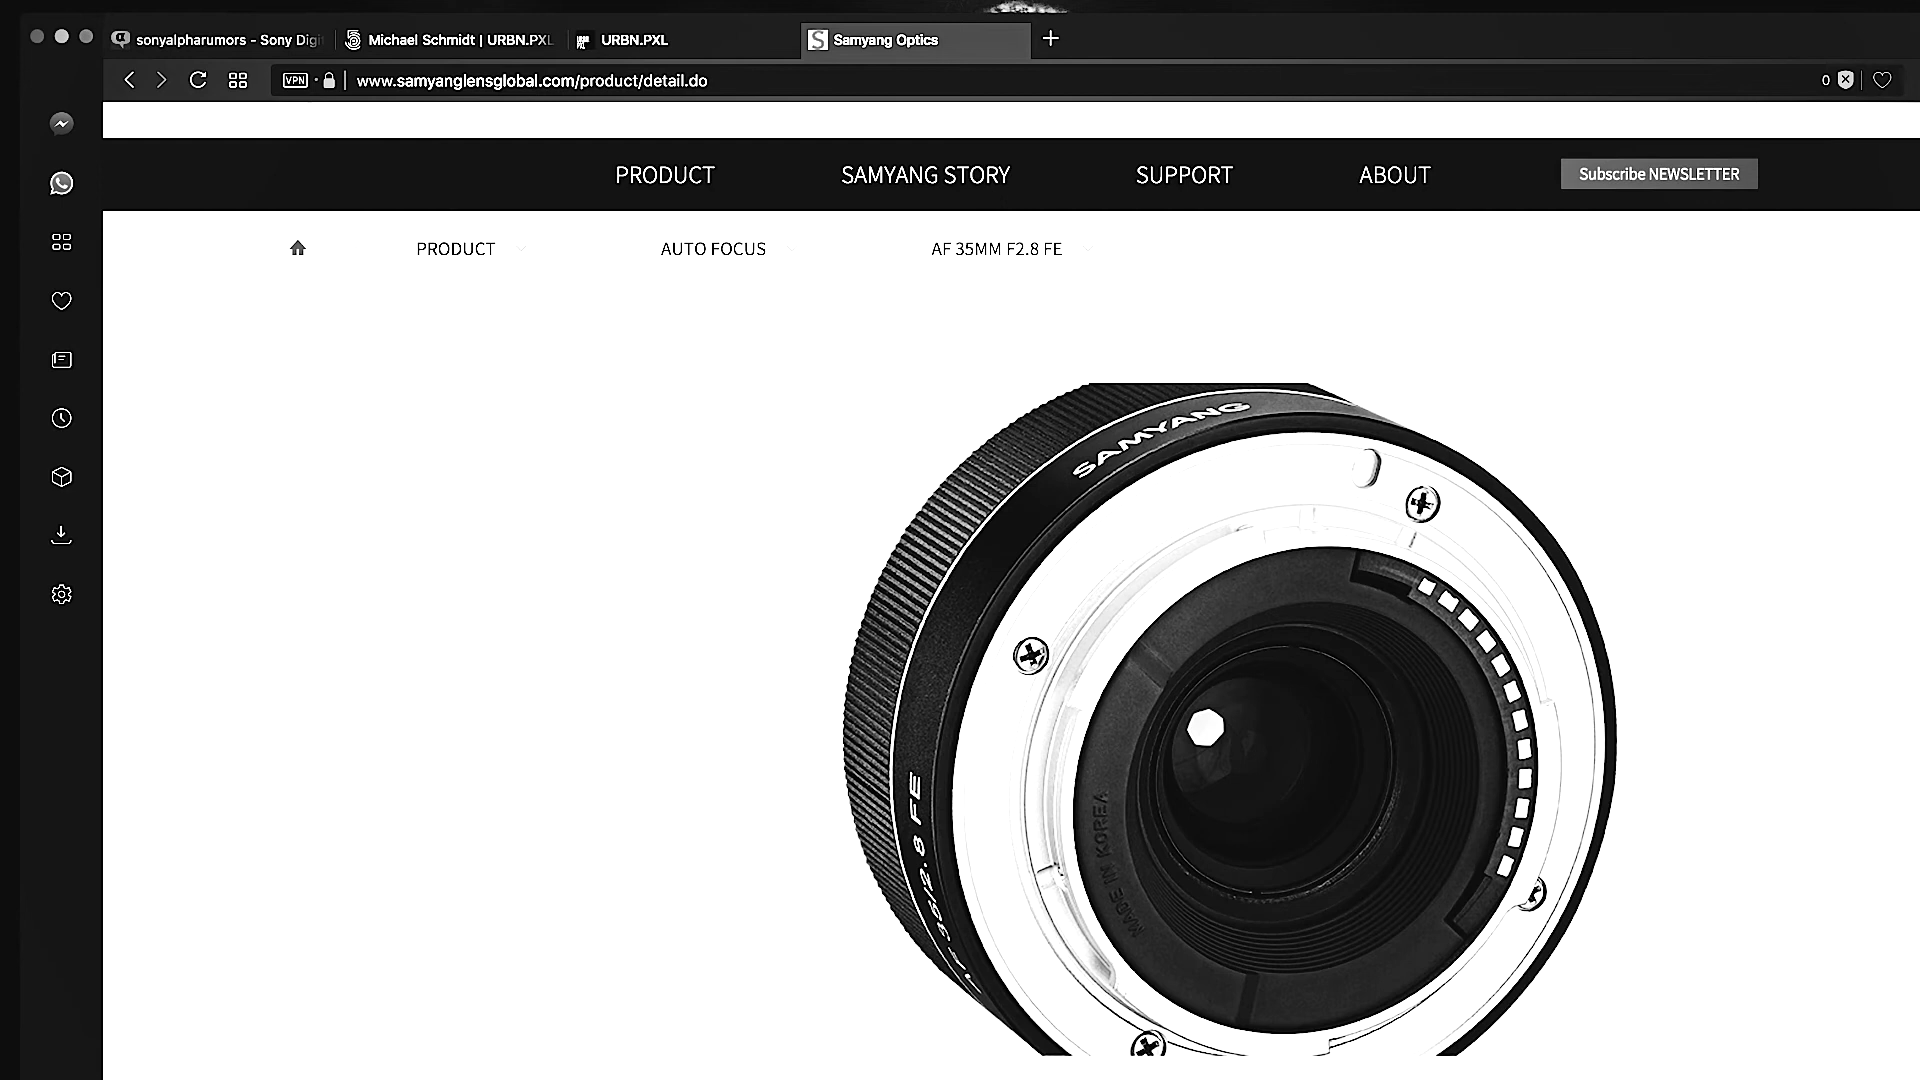 sonyalpharumors - Sony Digi
Michael Schmidt | URBN.PXL
URBN.PXL
Samyang Optics
VPN
www.samyanglensglobal.com/product/detail.do
0
PRODUCT
SAMYANG STORY
SUPPORT
ABOUT
Subscribe NEWSLETTER
PRODUCT
AUTO FOCUS
AF 35MM F2.8 FE
SAMYANG
AF 35/2.8 FE
MADE IN KOREA